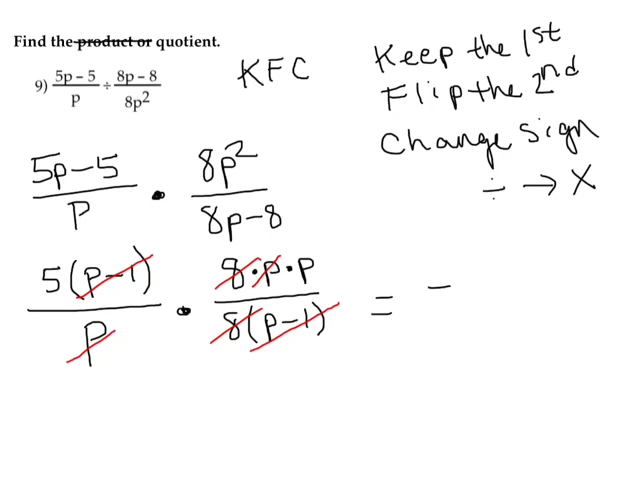 Find the product or quotient.
9) (5p − 5)/p ÷ (8p − 8)/(8p²)
KFC
Keep the 1st
Flip the 2nd
Change sign
÷ → X
(5p − 5)/p · (8p²)/(8p − 8)
(5(p−1))/p · (8·p·p)/(8(p−1)) = −